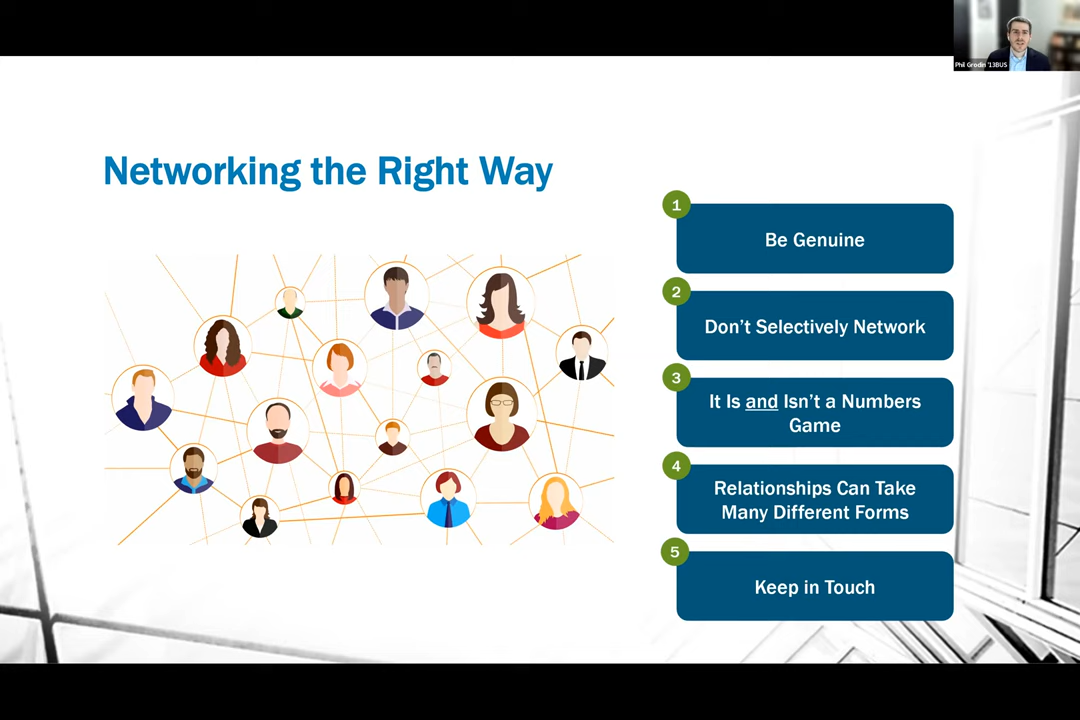 Phil Grodin '13BUS
Networking the Right Way
1
Be Genuine
2
Don't Selectively Network
3
It Is and Isn't a Numbers
Game
4
Relationships Can Take
Many Different Forms
5
Keep in Touch